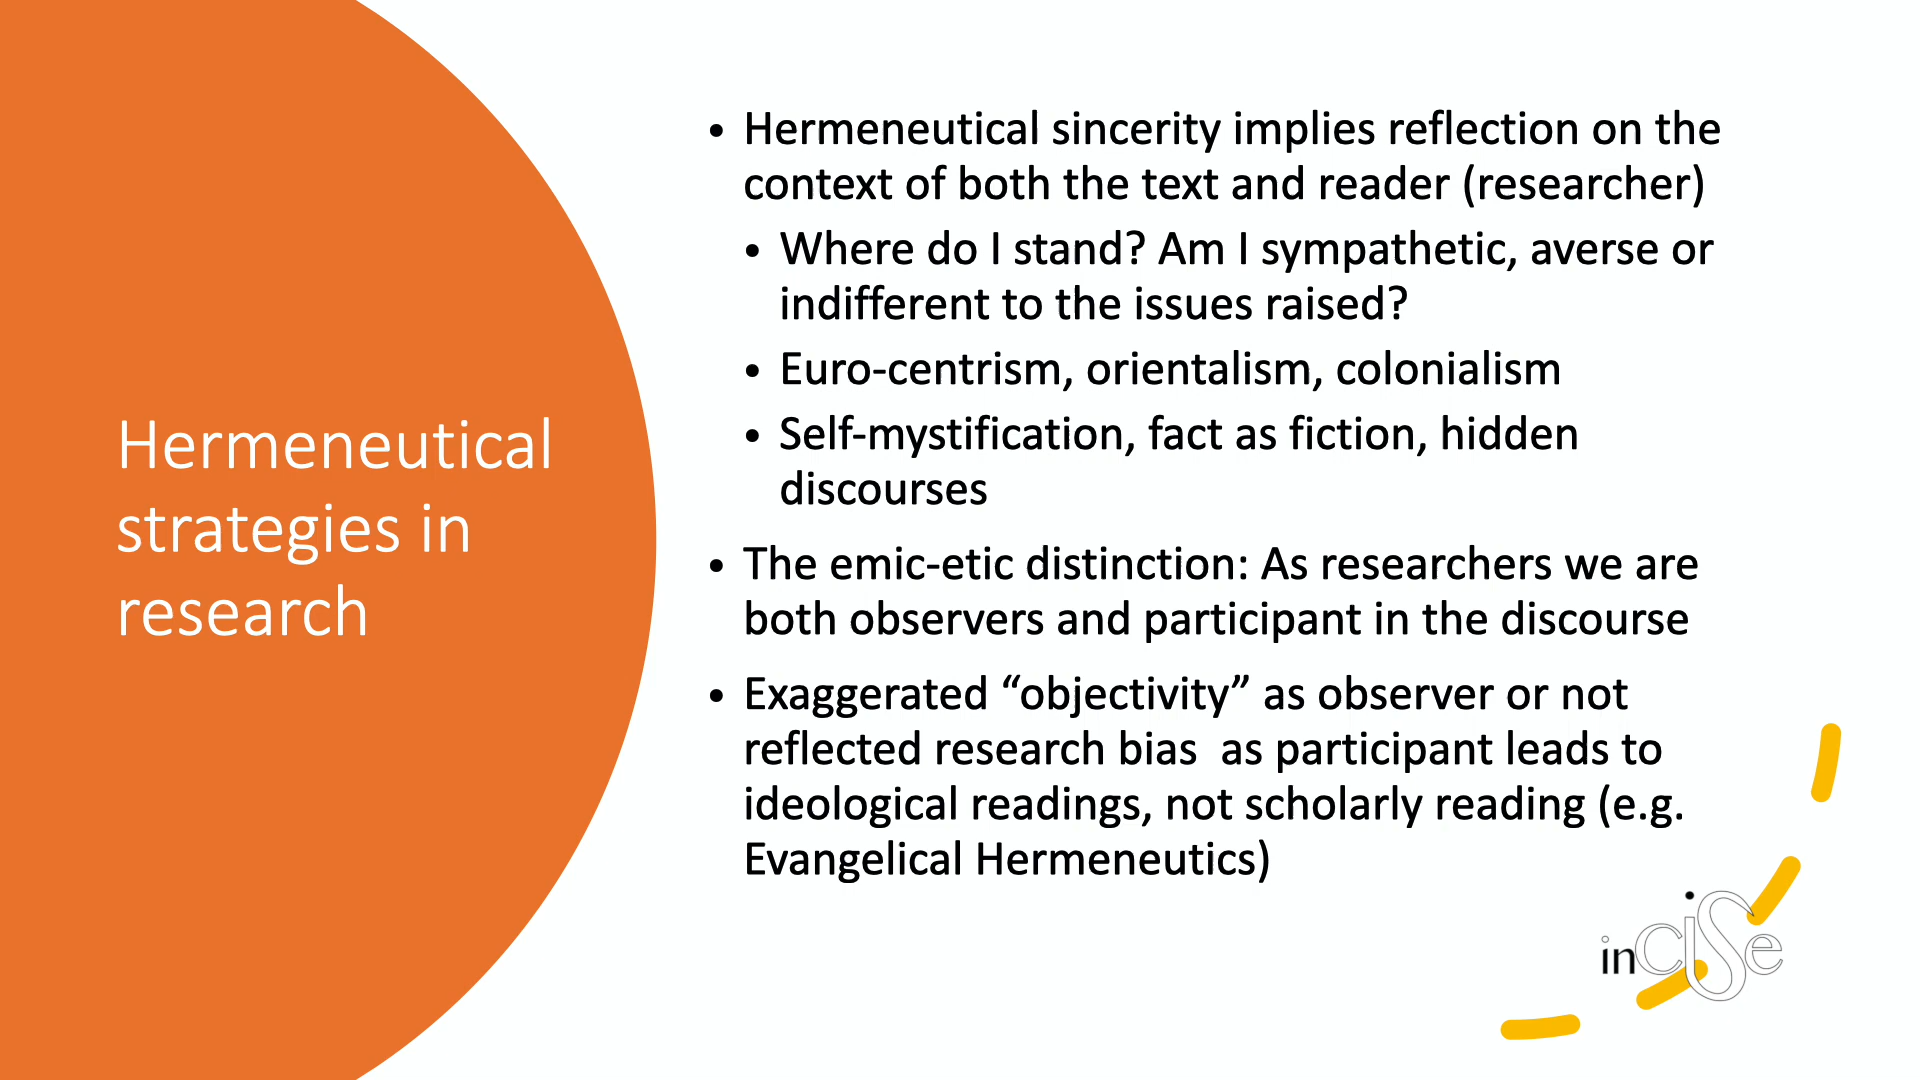 Hermeneutical
strategies in
research
• Hermeneutical sincerity implies reflection on the
context of both the text and reader (researcher)
• Where do I stand? Am I sympathetic, averse or
indifferent to the issues raised?
• Euro-centrism, orientalism, colonialism
• Self-mystification, fact as fiction, hidden
discourses
• The emic-etic distinction: As researchers we are
both observers and participant in the discourse
• Exaggerated “objectivity” as observer or not
reflected research bias  as participant leads to
ideological readings, not scholarly reading (e.g.
Evangelical Hermeneutics)
inCiSe